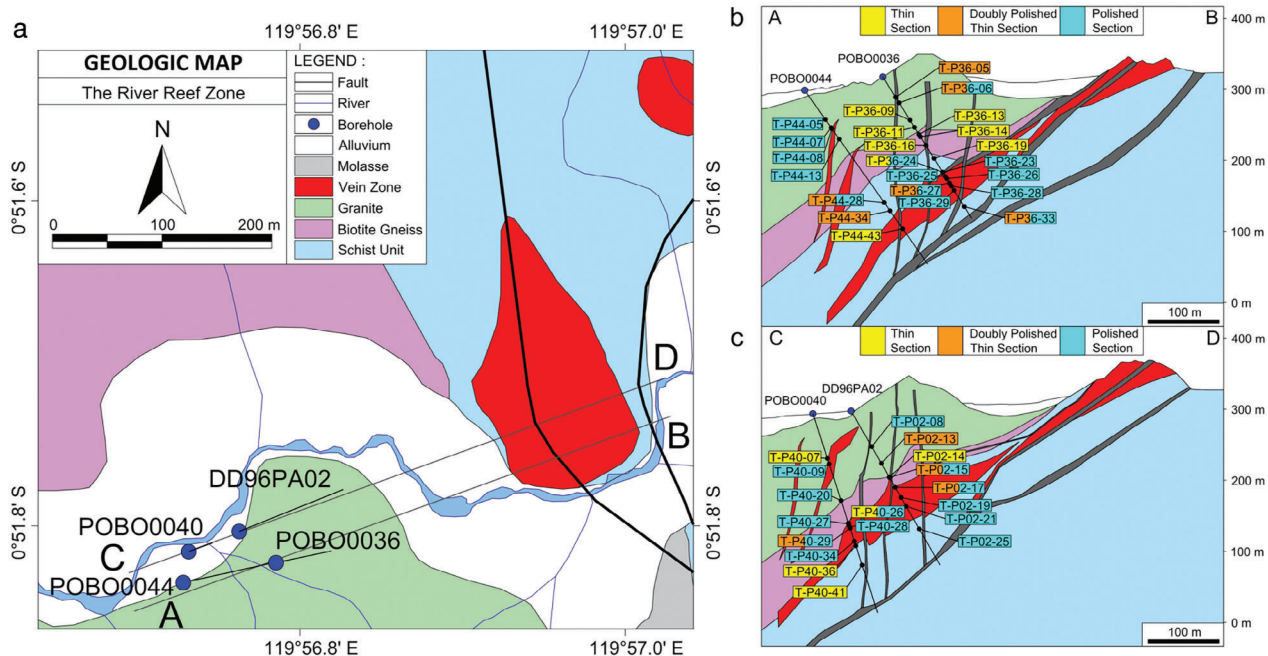 a
119°56.8' E
119°57.0' E
GEOLOGIC MAP
The River Reef Zone
N
0
100
200 m
LEGEND :
Fault
River
Borehole
Alluvium
Molasse
Vein Zone
Granite
Biotite Gneiss
Schist Unit
0°51.6' S
0°51.6' S
0°51.8' S
0°51.8' S
D
B
DD96PA02
POBO0040
POBO0036
C
POBO0044
A
119°56.8' E
119°57.0' E
b
A
Thin
Section
Doubly Polished
Thin Section
Polished
Section
B
400 m
300 m
200 m
100 m
0 m
POBO0036
POBO0044
T-P36-05
T-P36-06
T-P36-09
T-P36-13
T-P44-05
T-P36-11
T-P36-14
T-P44-07
T-P36-16
T-P36-19
T-P44-08
T-P36-24
T-P36-23
T-P44-13
T-P36-25
T-P36-26
T-P36-27
T-P36-28
T-P44-28
T-P36-29
T-P44-34
T-P36-33
T-P44-43
100 m
c
C
Thin
Section
Doubly Polished
Thin Section
Polished
Section
D
400 m
300 m
200 m
100 m
0 m
DD96PA02
POBO0040
T-P02-08
T-P02-13
T-P40-07
T-P02-14
T-P40-09
T-P02-15
T-P02-17
T-P40-20
T-P02-19
T-P40-26
T-P02-21
T-P40-27
T-P40-28
T-P40-29
T-P02-25
T-P40-34
T-P40-36
T-P40-41
100 m